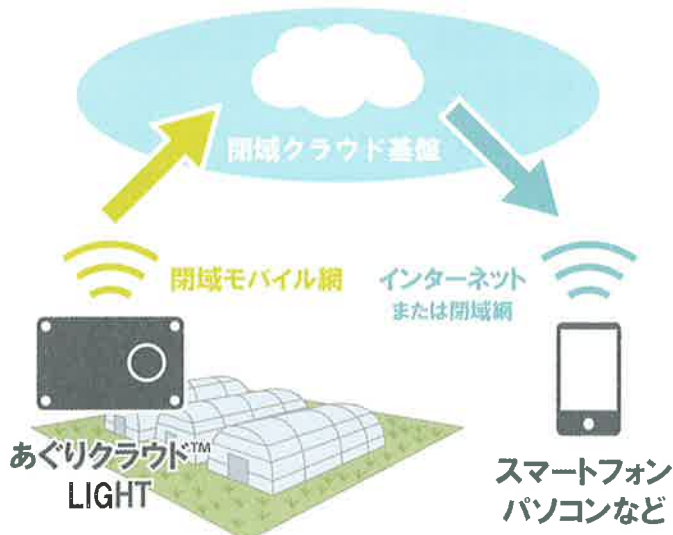 閉域クラウド基盤
閉域モバイル網
インターネット
または閉域網
あぐりクラウド™
LIGHT
スマートフォン
パソコンなど